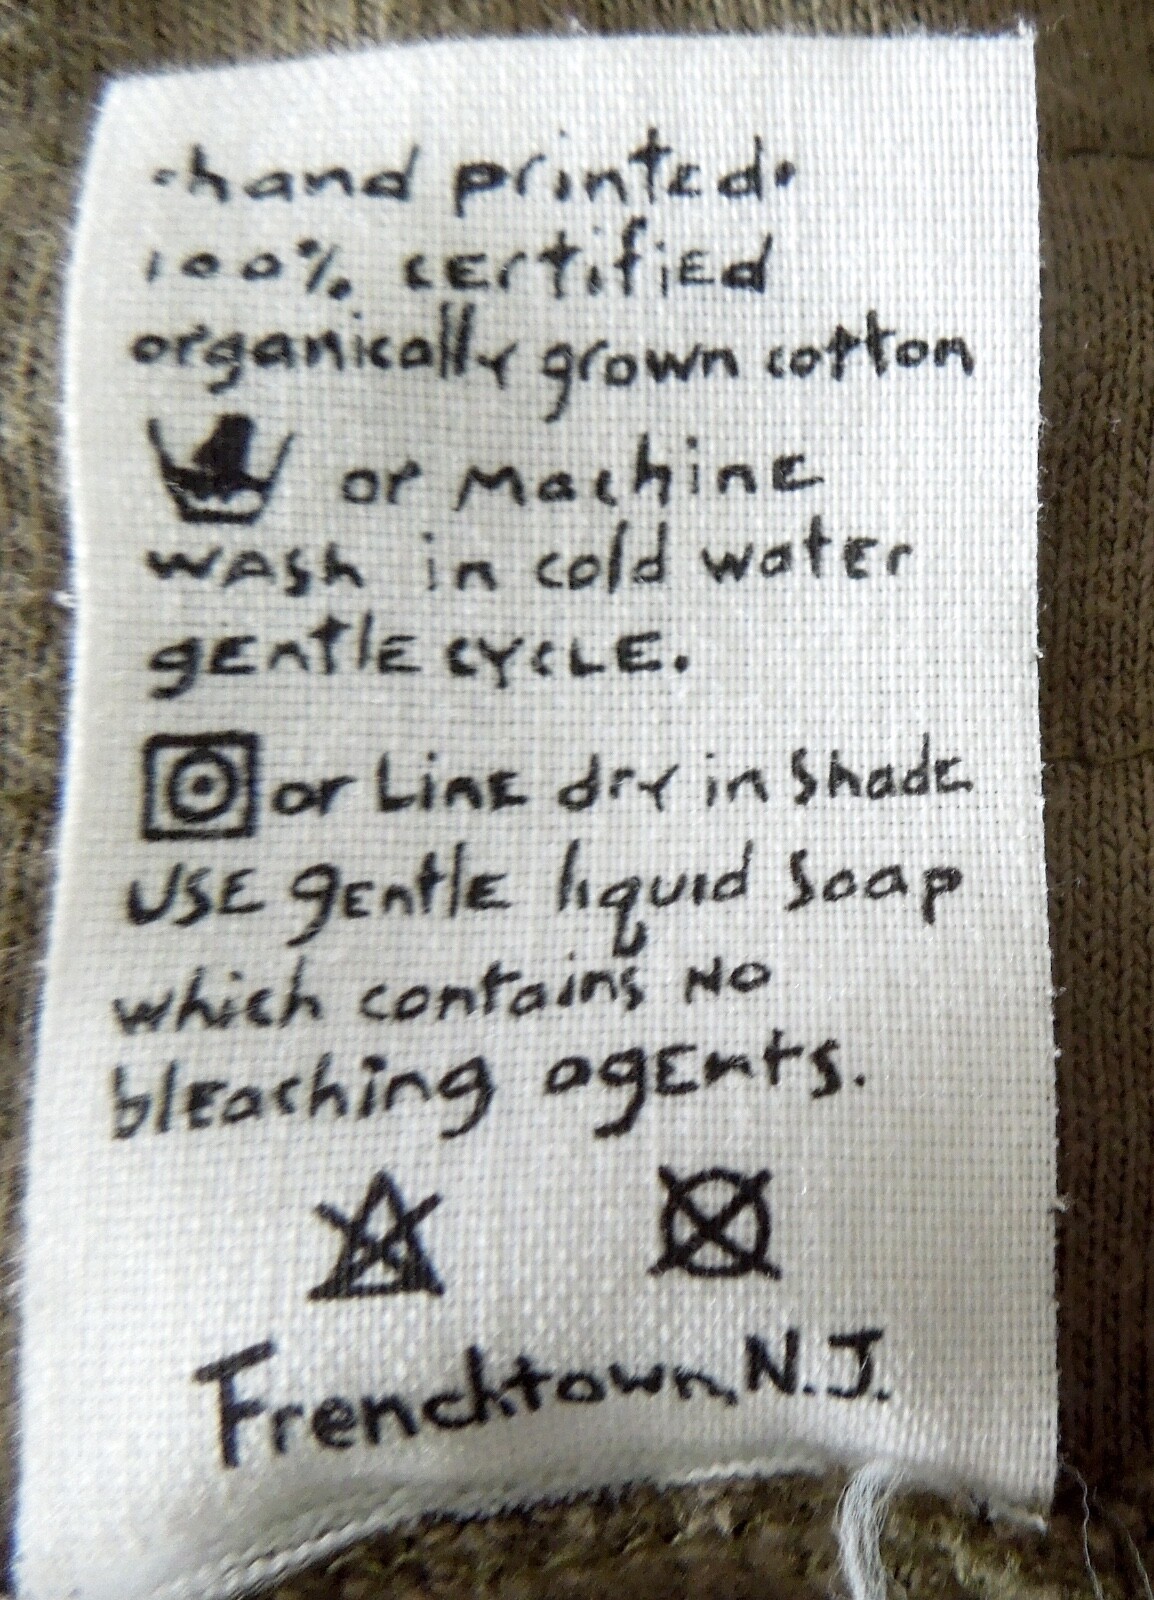 ·hand printed·
100% certified
organically grown cotton
or machine
wash in cold water
gentle cycle.
or Line dry in shade
use gentle liquid soap
which contains no
bleaching agents.
Frenchtown, N.J.